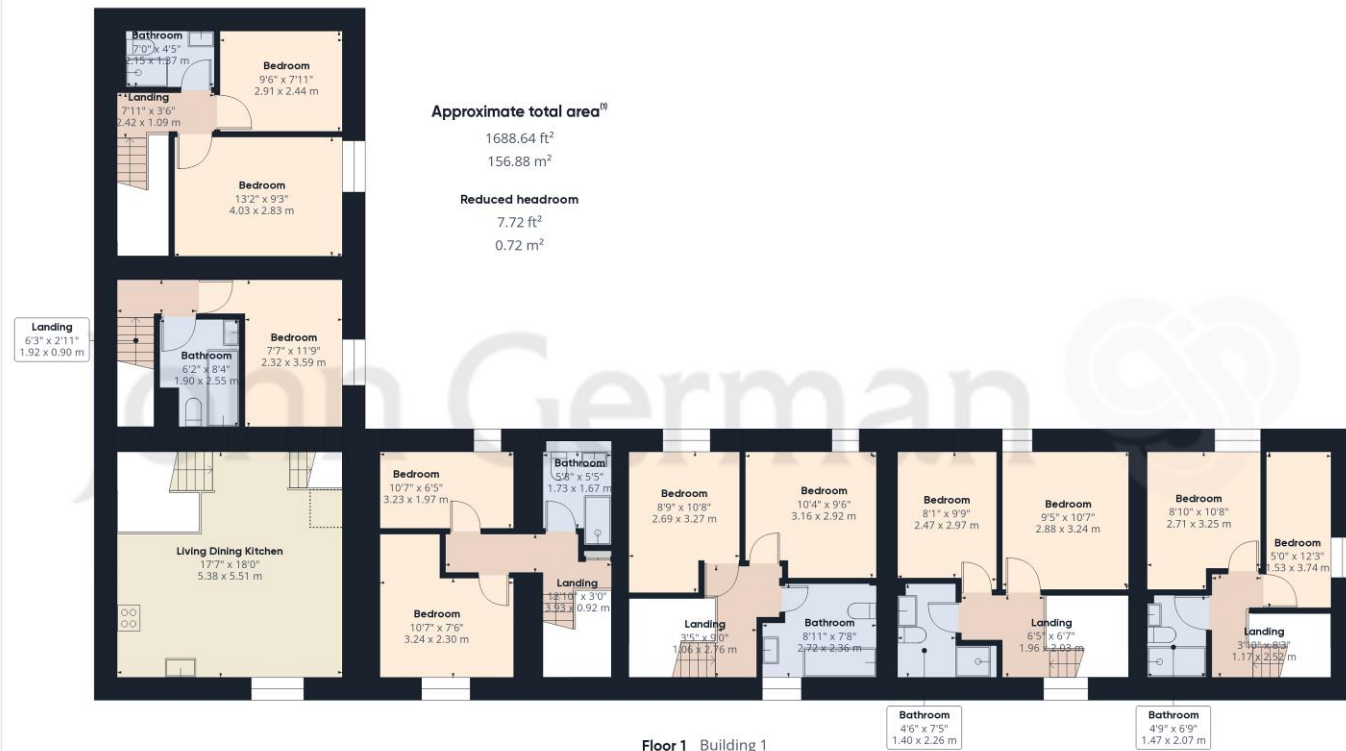 Bathroom
7'0" x 4'5"
2.15 x 1.37 m
Bedroom
9'6" x 7'11"
2.91 x 2.44 m
Landing
7'11" x 3'6"
2.42 x 1.09 m
Bedroom
13'2" x 9'3"
4.03 x 2.83 m
Approximate total area(1)
1688.64 ft²
156.88 m²
Reduced headroom
7.72 ft²
0.72 m²
Landing
6'3" x 2'11"
1.92 x 0.90 m
Bathroom
6'2" x 8'4"
1.90 x 2.55 m
Bedroom
7'7" x 11'9"
2.32 x 3.59 m
John German
Living Dining Kitchen
17'7" x 18'0"
5.38 x 5.51 m
Bedroom
10'7" x 6'5"
3.23 x 1.97 m
Bathroom
5'8" x 5'5"
1.73 x 1.67 m
Bedroom
10'7" x 7'6"
3.24 x 2.30 m
Landing
12'10" x 3'0"
3.93 x 0.92 m
Bedroom
8'9" x 10'8"
2.69 x 3.27 m
Bedroom
10'4" x 9'6"
3.16 x 2.92 m
Landing
3'5" x 9'0"
1.06 x 2.76 m
Bathroom
8'11" x 7'8"
2.72 x 2.36 m
Bedroom
8'1" x 9'9"
2.47 x 2.97 m
Bedroom
9'5" x 10'7"
2.88 x 3.24 m
Landing
6'5" x 6'7"
1.96 x 2.03 m
Bathroom
4'6" x 7'5"
1.40 x 2.26 m
Bedroom
8'10" x 10'8"
2.71 x 3.25 m
Bedroom
5'0" x 12'3"
1.53 x 3.74 m
Landing
3'10" x 8'3"
1.17 x 2.52 m
Bathroom
4'9" x 6'9"
1.47 x 2.07 m
Floor 1 Building 1